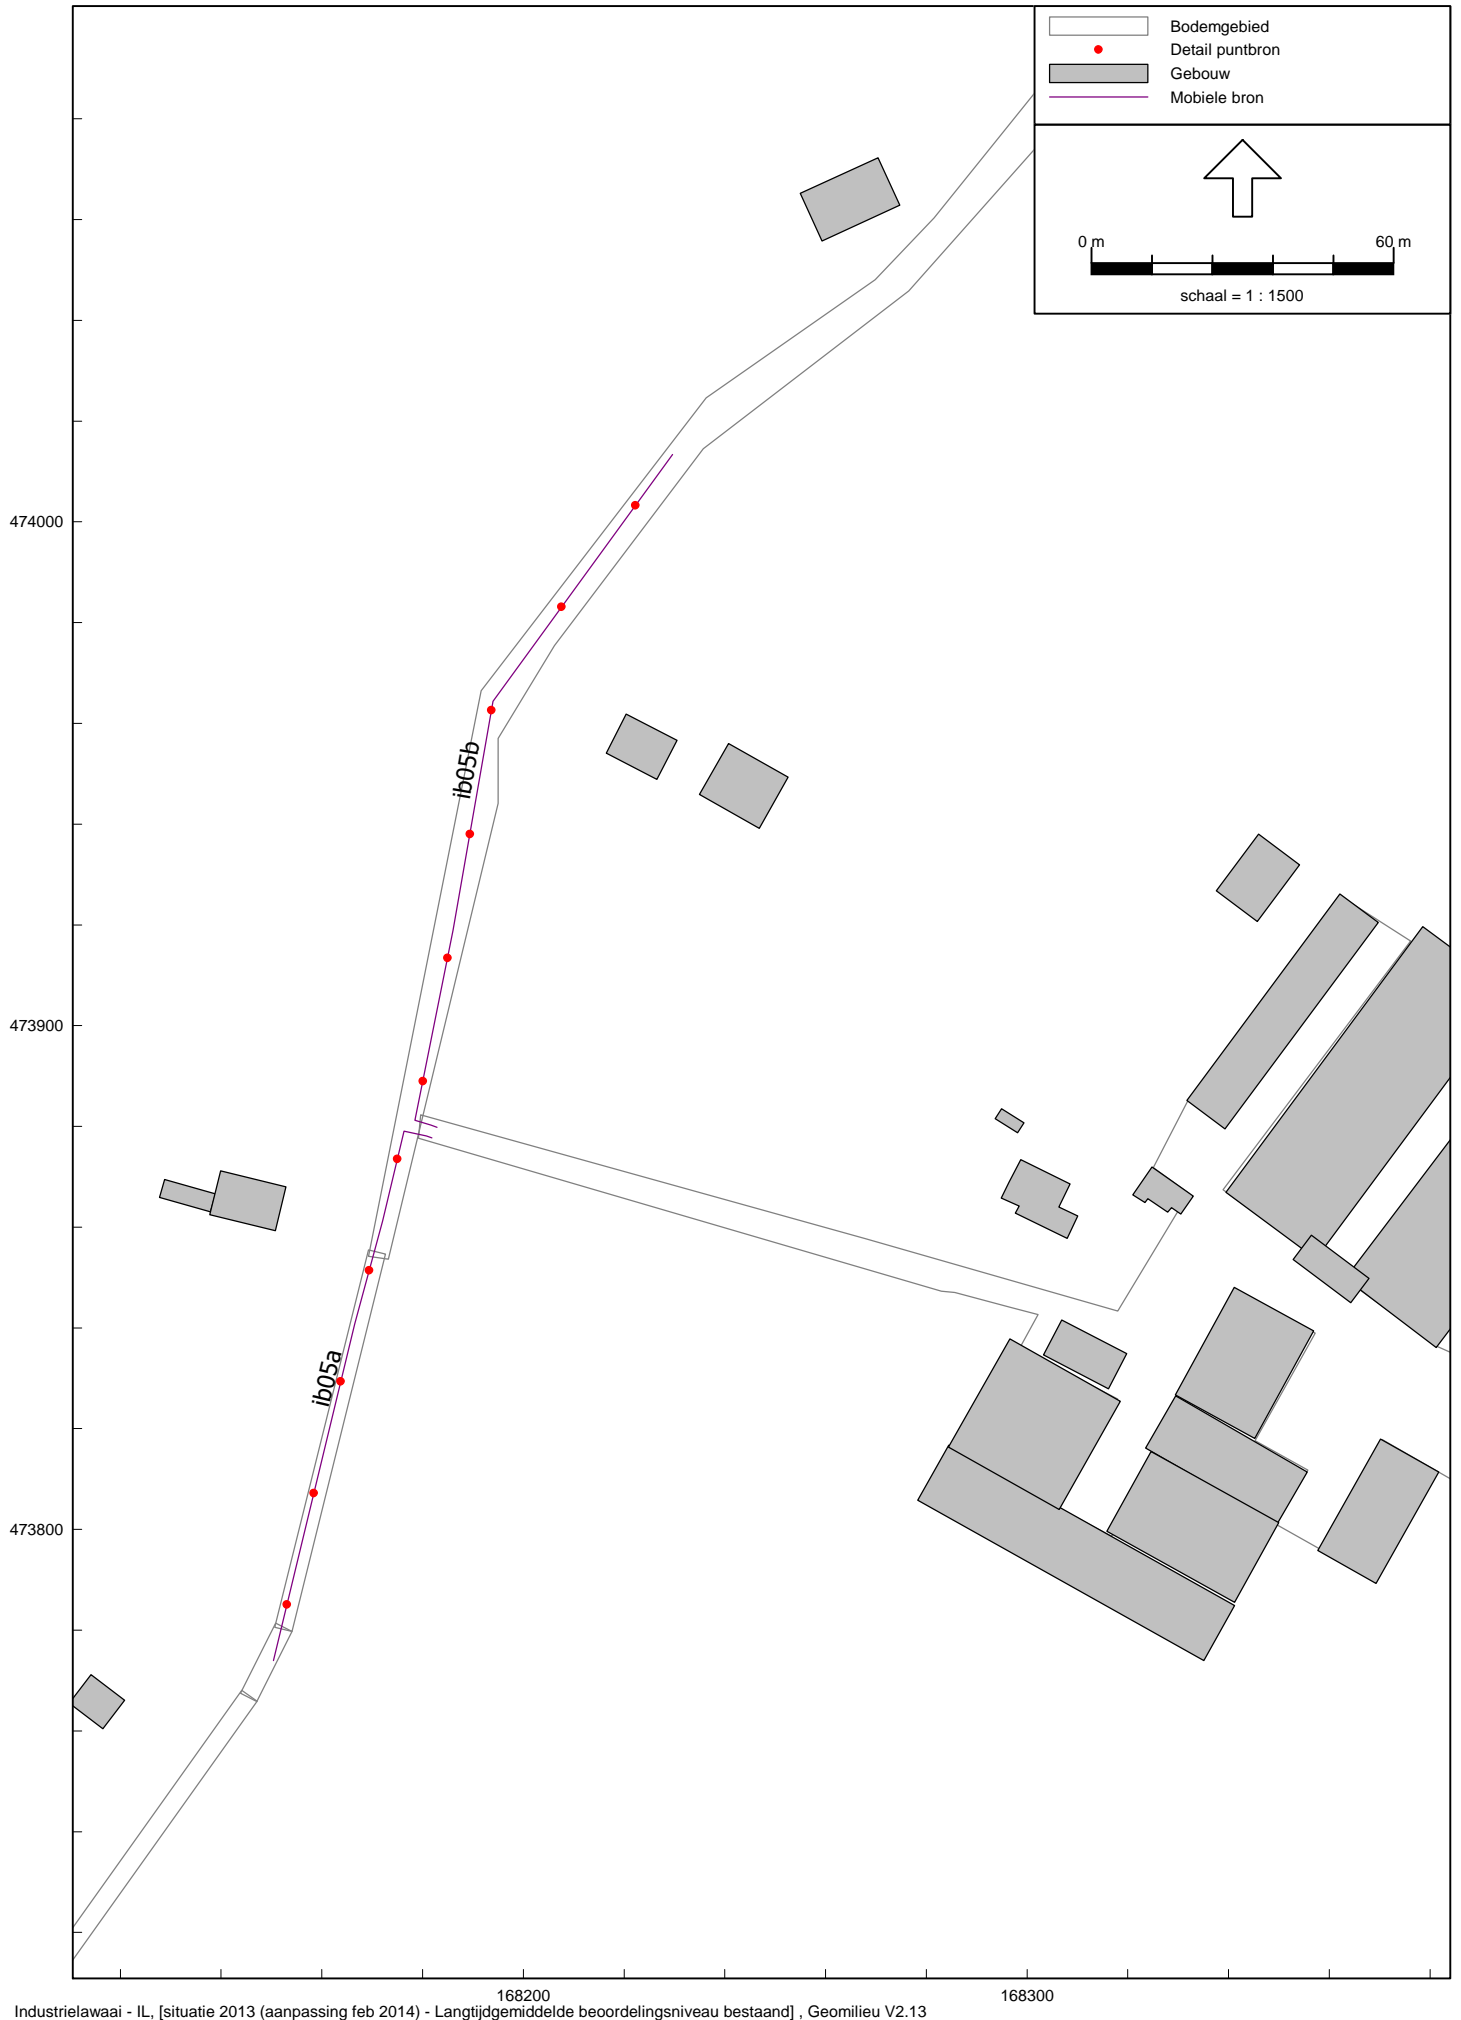 Bodemgebied
Detail puntbron
Gebouw
Mobiele bron
0 m 60 m
schaal = 1 : 1500
474000
ib05b
473900
ib05a
473800
168200 168300
Industrielawaai - IL, [situatie 2013 (aanpassing feb 2014) - Langtijdgemiddelde beoordelingsniveau bestaand] , Geomilieu V2.13